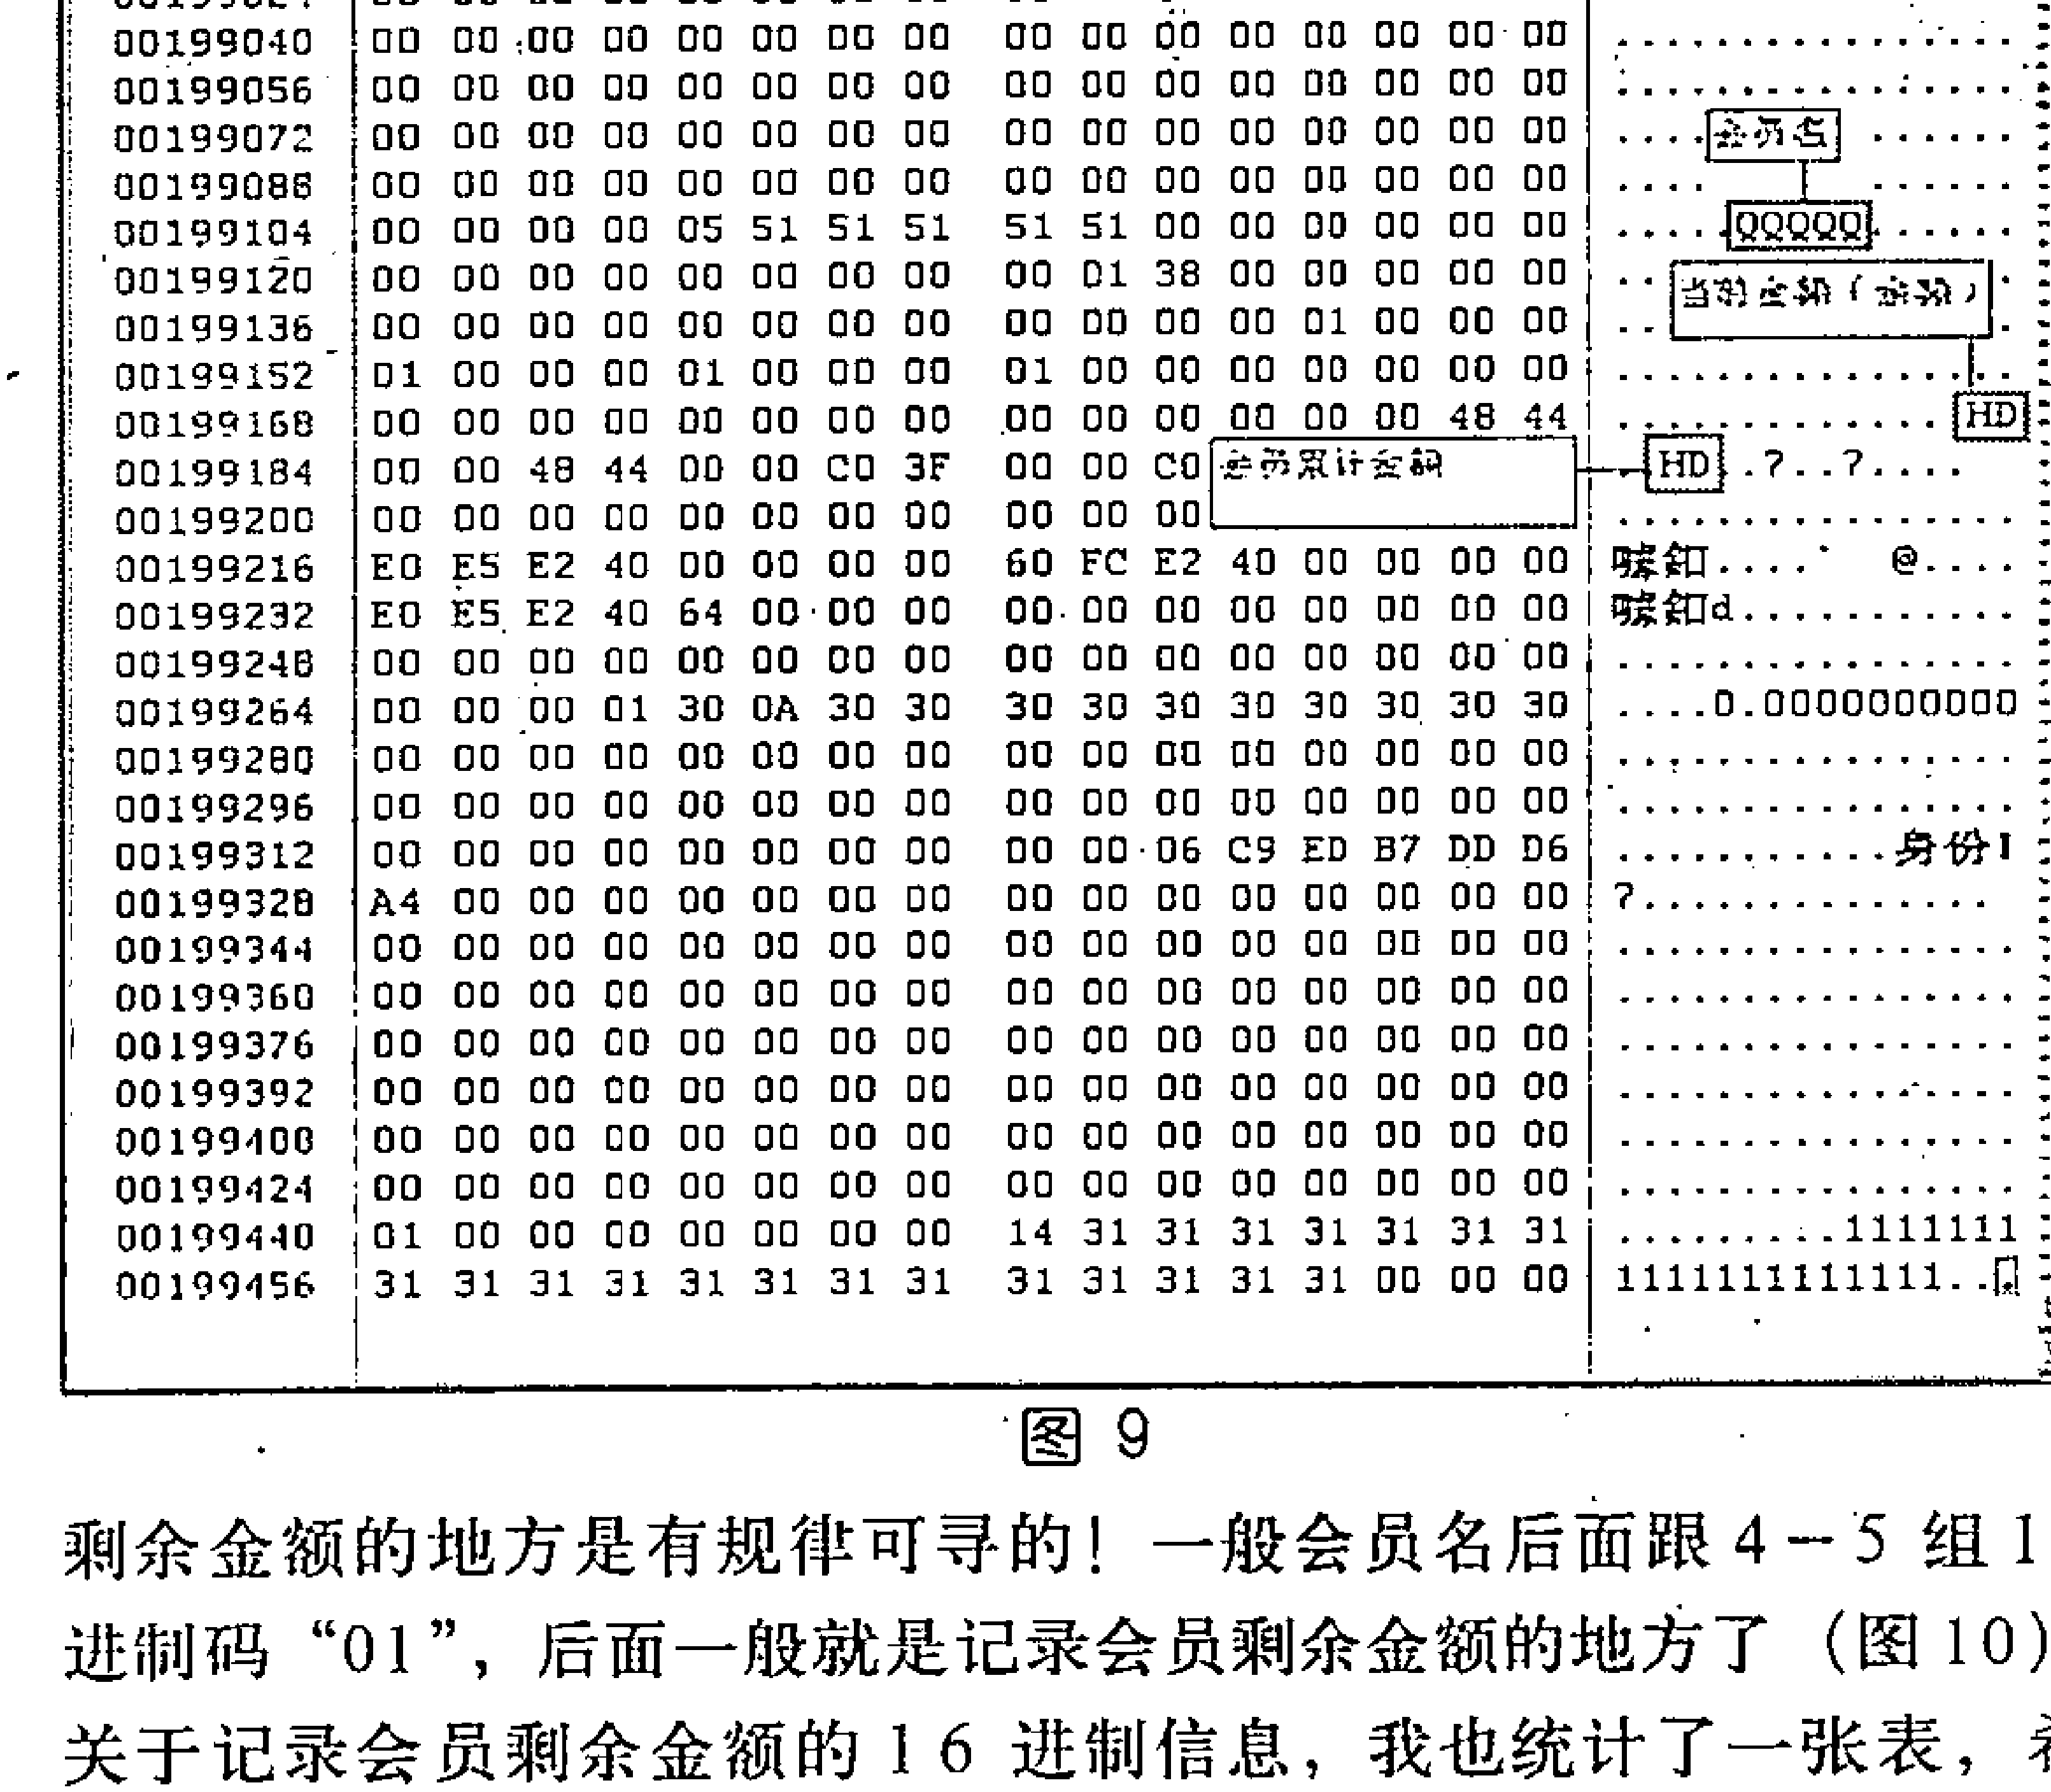 00199040 00 00 00 00 00 00 00 00 00 00 00 00 00 00 00 00 ................
00199056 00 00 00 00 00 00 00 00 00 00 00 00 00 00 00 00 ................
00199072 00 00 00 00 00 00 00 00 00 00 00 00 00 00 00 00 .... 会员名 ......
00199088 00 00 00 00 00 00 00 00 00 00 00 00 00 00 00 00 .... ......
00199104 00 00 00 00 05 51 51 51 51 51 00 00 00 00 00 00 .....QQQQQ......
00199120 00 00 00 00 00 00 00 00 00 01 38 00 00 00 00 00 .. 当前金额(余额) .
00199136 00 00 00 00 00 00 00 00 00 00 00 00 01 00 00 00 .. .
00199152 01 00 00 00 01 00 00 00 01 00 00 00 00 00 00 00 ................
00199168 00 00 00 00 00 00 00 00 00 00 00 00 00 00 48 44 ..............HD
00199184 00 00 48 44 00 00 C0 3F 00 00 C0 会员累计金额 ..HD..?..?....
00199200 00 00 00 00 00 00 00 00 00 00 00 ................
00199216 E0 E5 E2 40 00 00 00 00 60 FC E2 40 00 00 00 00 .... ` @....
00199232 E0 E5 E2 40 64 00 00 00 00 00 00 00 00 00 00 00 d...........
00199248 00 00 00 00 00 00 00 00 00 00 00 00 00 00 00 00 ................
00199264 00 00 00 01 30 0A 30 30 30 30 30 30 30 30 30 30 ....0.0000000000
00199280 00 00 00 00 00 00 00 00 00 00 00 00 00 00 00 00 ................
00199296 00 00 00 00 00 00 00 00 00 00 00 00 00 00 00 00 ................
00199312 00 00 00 00 00 00 00 00 00 00 06 C9 ED B7 DD D6 ...........身份
00199328 A4 00 00 00 00 00 00 00 00 00 00 00 00 00 00 00 ?..............
00199344 00 00 00 00 00 00 00 00 00 00 00 00 00 00 00 00 ................
00199360 00 00 00 00 00 00 00 00 00 00 00 00 00 00 00 00 ................
00199376 00 00 00 00 00 00 00 00 00 00 00 00 00 00 00 00 ................
00199392 00 00 00 00 00 00 00 00 00 00 00 00 00 00 00 00 ................
00199408 00 00 00 00 00 00 00 00 00 00 00 00 00 00 00 00 ................
00199424 00 00 00 00 00 00 00 00 00 00 00 00 00 00 00 00 ................
00199440 01 00 00 00 00 00 00 00 14 31 31 31 31 31 31 31 .........1111111
00199456 31 31 31 31 31 31 31 31 31 31 31 31 31 00 00 00 1111111111111...
图 9
剩余金额的地方是有规律可寻的！一般会员名后面跟 4－5 组 1
进制码“01”，后面一般就是记录会员剩余金额的地方了（图 10）
关于记录会员剩余金额的 16 进制信息，我也统计了一张表，